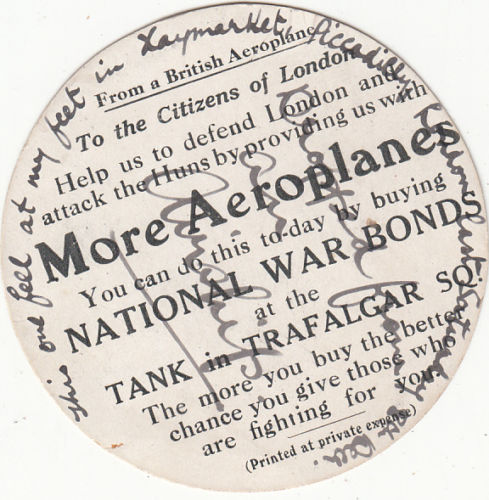 From a British Aeroplane
To the Citizens of London
Help us to defend London and
attack the Huns by providing us with
More Aeroplanes
You can do this to-day by buying
NATIONAL WAR BONDS
at the
TANK in TRAFALGAR SQ.
The more you buy the better
chance you give those who
are fighting for you
(Printed at private expense)
This one fell at my feet in Haymarket, Piccadilly
London last Saturday